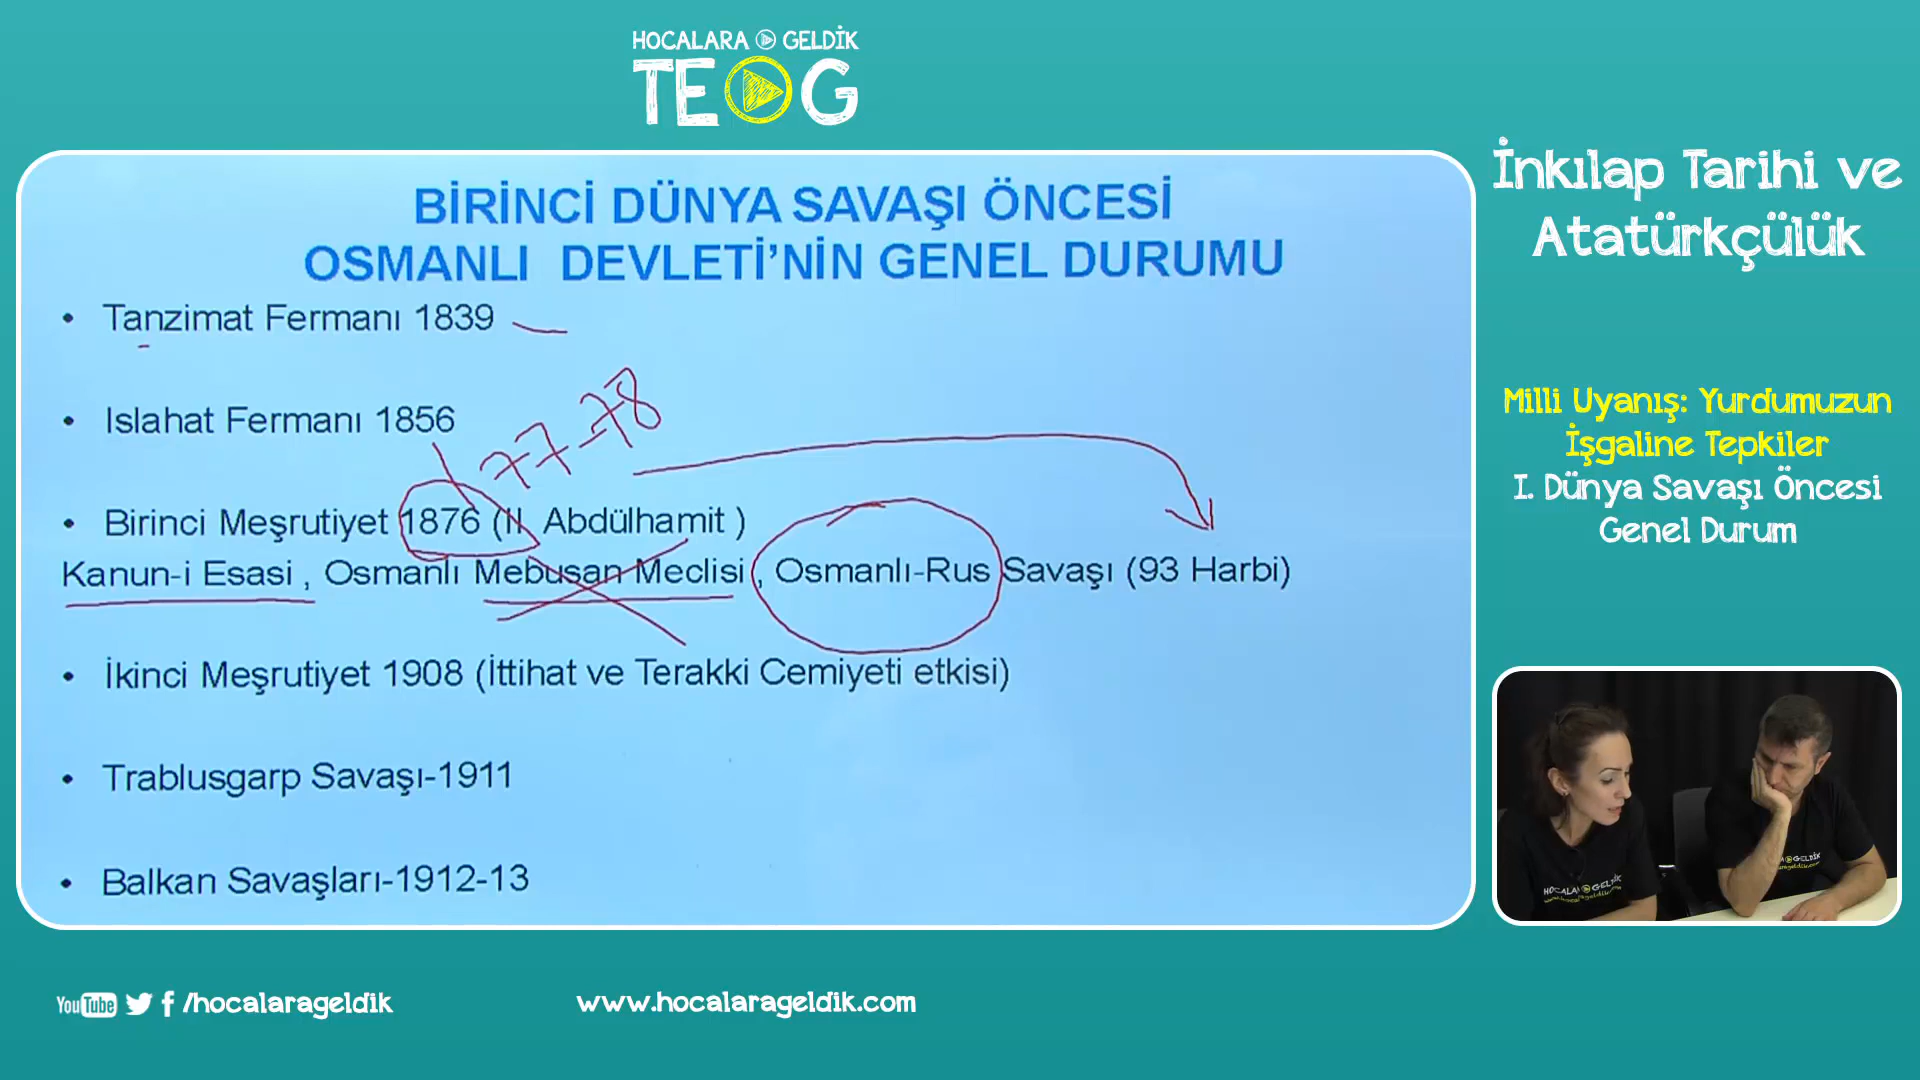 HOCALARA GELDİK
TEOG
BİRİNCİ DÜNYA SAVAŞI ÖNCESİ
OSMANLI DEVLETİ'NİN GENEL DURUMU
• Tanzimat Fermanı 1839
• Islahat Fermanı 1856
77-78
• Birinci Meşrutiyet 1876 (II. Abdülhamit )
Kanun-i Esasi , Osmanlı Mebusan Meclisi , Osmanlı-Rus Savaşı (93 Harbi)
• İkinci Meşrutiyet 1908 (İttihat ve Terakki Cemiyeti etkisi)
• Trablusgarp Savaşı-1911
• Balkan Savaşları-1912-13
İnkılap Tarihi ve
Atatürkçülük
Milli Uyanış: Yurdumuzun
İşgaline Tepkiler
I. Dünya Savaşı Öncesi
Genel Durum
YouTube /hocalarageldik
www.hocalarageldik.com